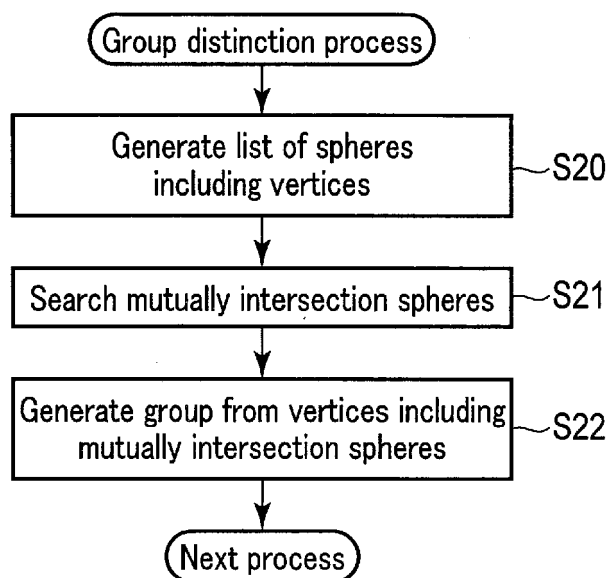 Group distinction process
Generate list of spheres
including vertices
S20
Search mutually intersection spheres
S21
Generate group from vertices including
mutually intersection spheres
S22
Next process